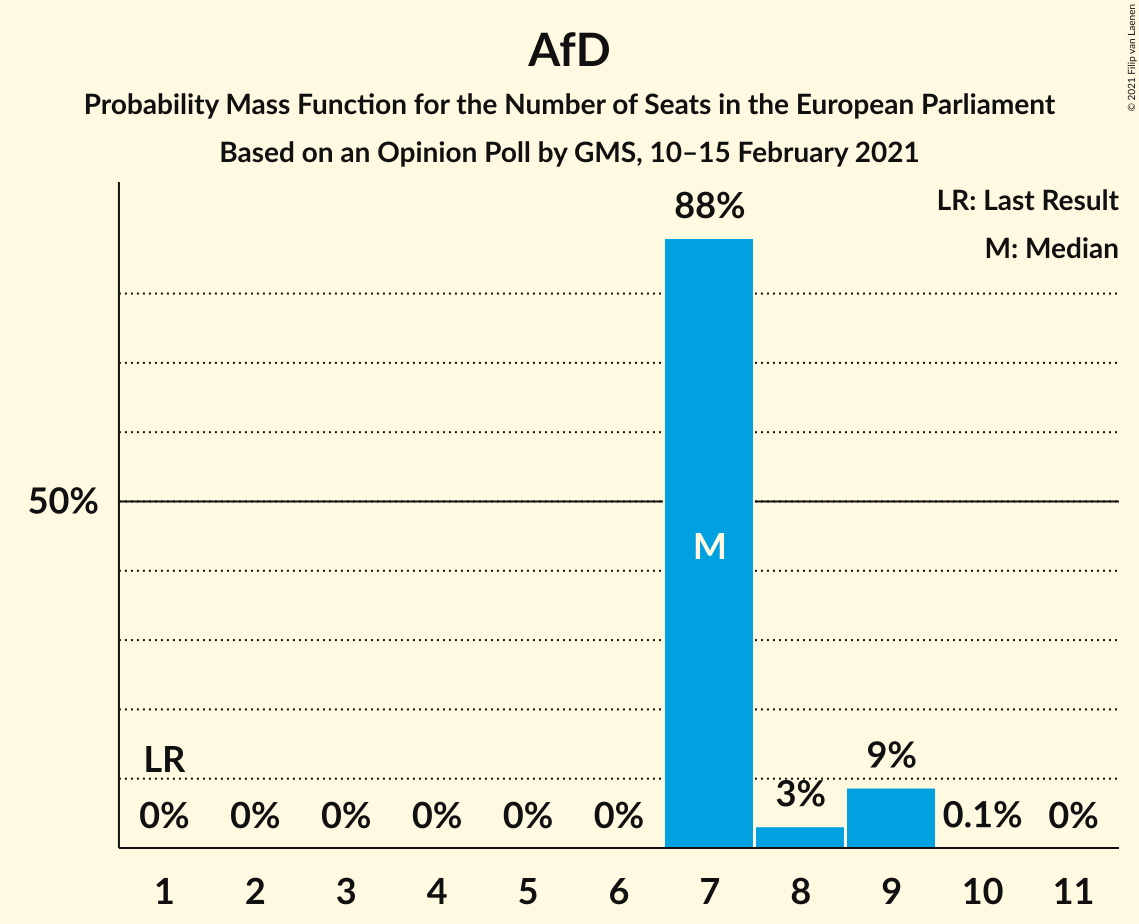 AfD
Probability Mass Function for the Number of Seats in the European Parliament
Based on an Opinion Poll by GMS, 10–15 February 2021
© 2021 Filip van Laenen
LR: Last Result
M: Median
88%
50%
M
LR
9%
3%
0% 0% 0% 0% 0% 0% 0.1% 0%
1 2 3 4 5 6 7 8 9 10 11